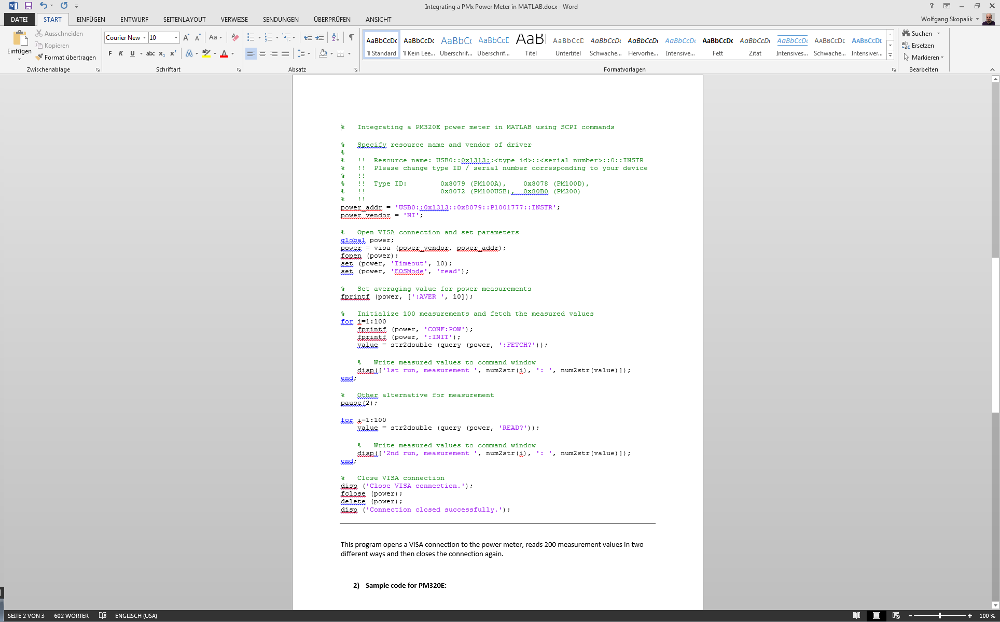 Integrating a PMx Power Meter in MATLAB.docx - Word
DATEI START EINFÜGEN ENTWURF SEITENLAYOUT VERWEISE SENDUNGEN ÜBERPRÜFEN ANSICHT
Wolfgang Skopalik
Einfügen
Ausschneiden
Kopieren
Format übertragen
Zwischenablage
Courier New 10
F K U abc x₂ x²
Schriftart
Absatz
AaBbCcDc AaBbCcDc AaBbC( AaBbCcD AaBl AaBbCcD AaBbCcDc AaBbCcDc AaBbCcDc AaBbCcDc AaBbCcDc AaBbCcDc AABBCCDE AABBCCDE
¶ Standard ¶ Kein Lee... Überschrif... Überschrif... Titel Untertitel Schwache... Hervorhe... Intensive... Fett Zitat Intensives... Schwache... Intensiver...
Formatvorlagen
Suchen
Ersetzen
Markieren
Bearbeiten
% Integrating a PM320E power meter in MATLAB using SCPI commands
% Specify resource name and vendor of driver
%
% !! Resource name: USB0::0x1313::<type id>::<serial number>::0::INSTR
% !! Please change type ID / serial number corresponding to your device
% !!
% !! Type ID: 0x8079 (PM100A), 0x8078 (PM100D),
% !! 0x8072 (PM100USB), 0x80B0 (PM200)
% !!
power_addr = 'USB0::0x1313::0x8079::P1001777::INSTR';
power_vendor = 'NI';
% Open VISA connection and set parameters
global power;
power = visa (power_vendor, power_addr);
fopen (power);
set (power, 'Timeout', 10);
set (power, 'EOSMode', 'read');
% Set averaging value for power measurements
fprintf (power, [':AVER ', 10]);
% Initialize 100 measurements and fetch the measured values
for i=1:100
fprintf (power, 'CONF:POW');
fprintf (power, ':INIT');
value = str2double (query (power, ':FETCH?'));
% Write measured values to command window
disp(['1st run, measurement ', num2str(i), ': ', num2str(value)]);
end;
% Other alternative for measurement
pause(2);
for i=1:100
value = str2double (query (power, 'READ?'));
% Write measured values to command window
disp(['2nd run, measurement ', num2str(i), ': ', num2str(value)]);
end;
% Close VISA connection
disp ('Close VISA connection.');
fclose (power);
delete (power);
disp ('Connection closed successfully.');
This program opens a VISA connection to the power meter, reads 200 measurement values in two
different ways and then closes the connection again.
2) Sample code for PM320E:
SEITE 2 VON 3 602 WÖRTER ENGLISCH (USA) 100 %